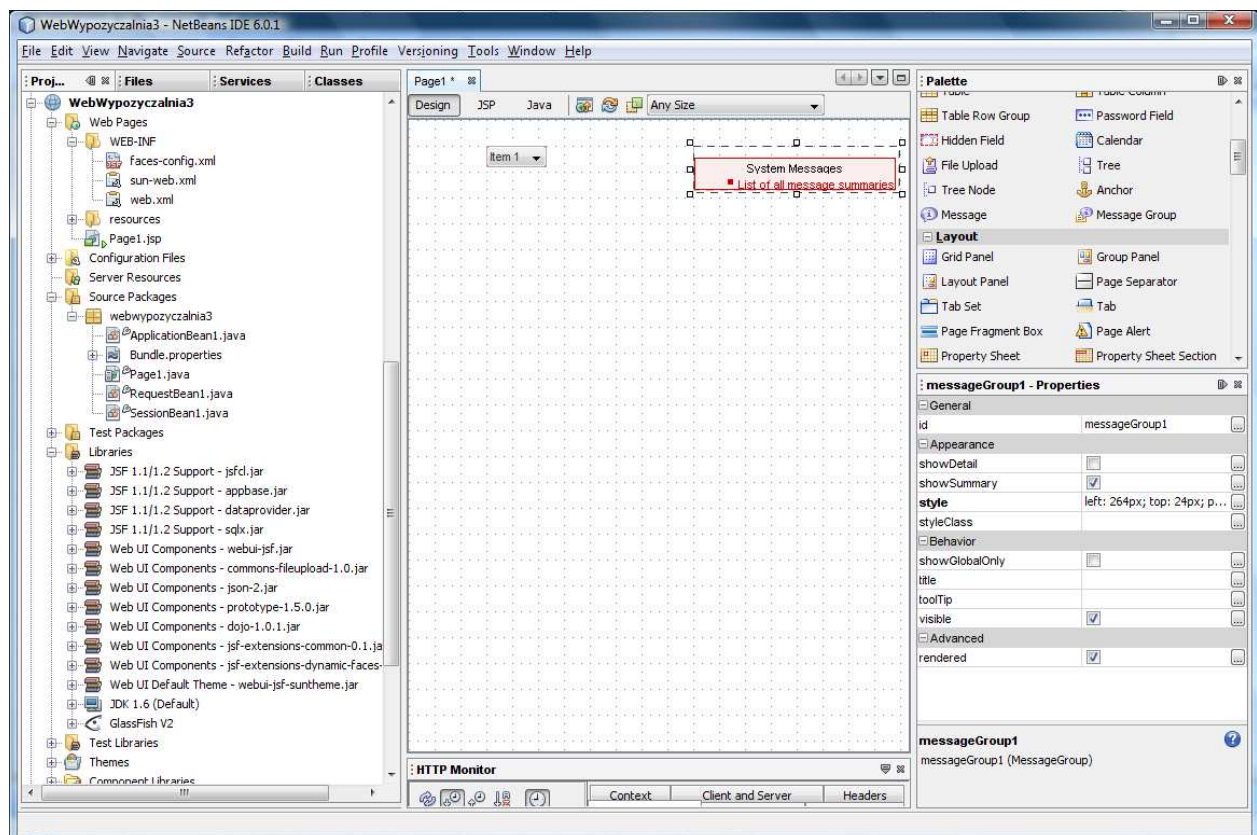 WebWypozyczalnia3 - NetBeans IDE 6.0.1
File Edit View Navigate Source Refactor Build Run Profile Versioning Tools Window Help
Proj... Files Services Classes
WebWypozyczalnia3
Web Pages
WEB-INF
faces-config.xml
sun-web.xml
web.xml
resources
Page1.jsp
Configuration Files
Server Resources
Source Packages
webwypozyczalnia3
ApplicationBean1.java
Bundle.properties
Page1.java
RequestBean1.java
SessionBean1.java
Test Packages
Libraries
JSF 1.1/1.2 Support - jsfcl.jar
JSF 1.1/1.2 Support - appbase.jar
JSF 1.1/1.2 Support - dataprovider.jar
JSF 1.1/1.2 Support - sqlx.jar
Web UI Components - webui-jsf.jar
Web UI Components - commons-fileupload-1.0.jar
Web UI Components - json-2.jar
Web UI Components - prototype-1.5.0.jar
Web UI Components - dojo-1.0.1.jar
Web UI Components - jsf-extensions-common-0.1.ja
Web UI Components - jsf-extensions-dynamic-faces-
Web UI Default Theme - webui-jsf-suntheme.jar
JDK 1.6 (Default)
GlassFish V2
Test Libraries
Themes
Component Libraries
Page1 *
Design JSP Java Any Size
Item 1
System Messages
List of all message summaries
HTTP Monitor
Context Client and Server Headers
Palette
Table Table Column
Table Row Group Password Field
Hidden Field Calendar
File Upload Tree
Tree Node Anchor
Message Message Group
Layout
Grid Panel Group Panel
Layout Panel Page Separator
Tab Set Tab
Page Fragment Box Page Alert
Property Sheet Property Sheet Section
messageGroup1 - Properties
General
id messageGroup1 ...
Appearance
showDetail ...
showSummary ...
style left: 264px; top: 24px; p... ...
styleClass ...
Behavior
showGlobalOnly ...
title ...
toolTip ...
visible ...
Advanced
rendered ...
messageGroup1
messageGroup1 (MessageGroup)